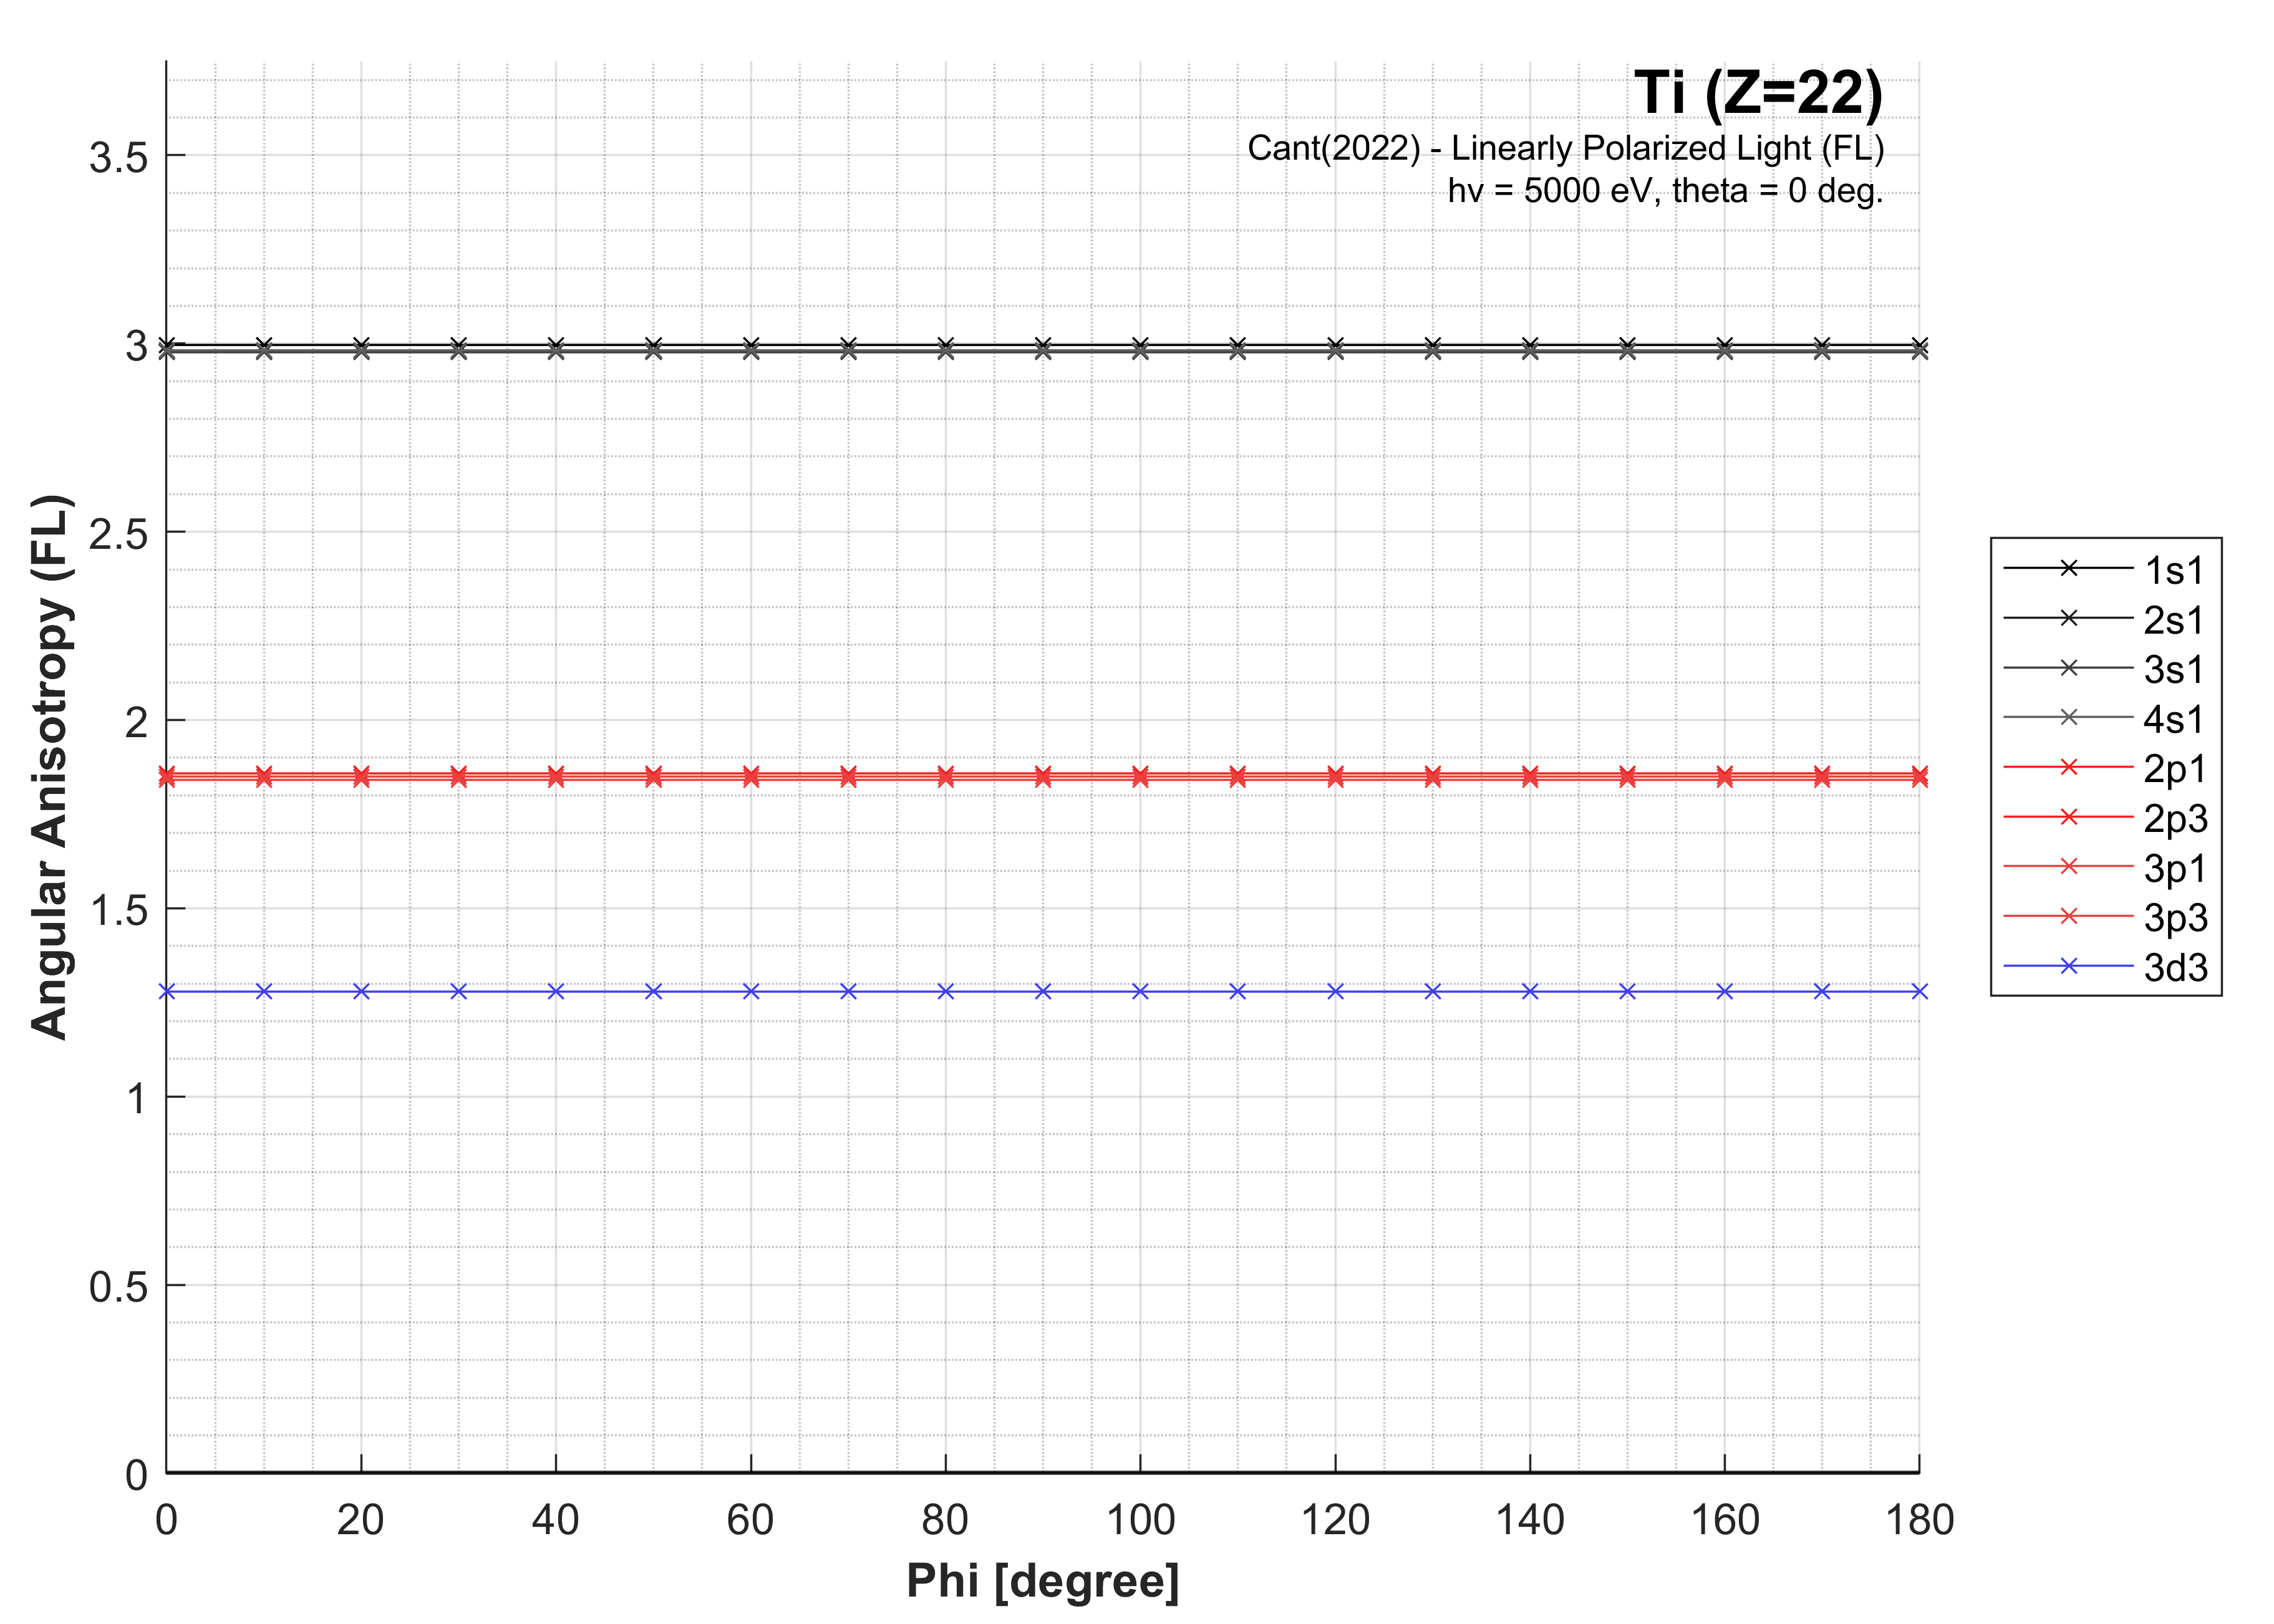 Ti (Z=22)
Cant(2022) - Linearly Polarized Light (FL)
hv = 5000 eV, theta = 0 deg.
Angular Anisotropy (FL)
3.5
3
2.5
2
1.5
1
0.5
0
0 20 40 60 80 100 120 140 160 180
Phi [degree]
1s1
2s1
3s1
4s1
2p1
2p3
3p1
3p3
3d3